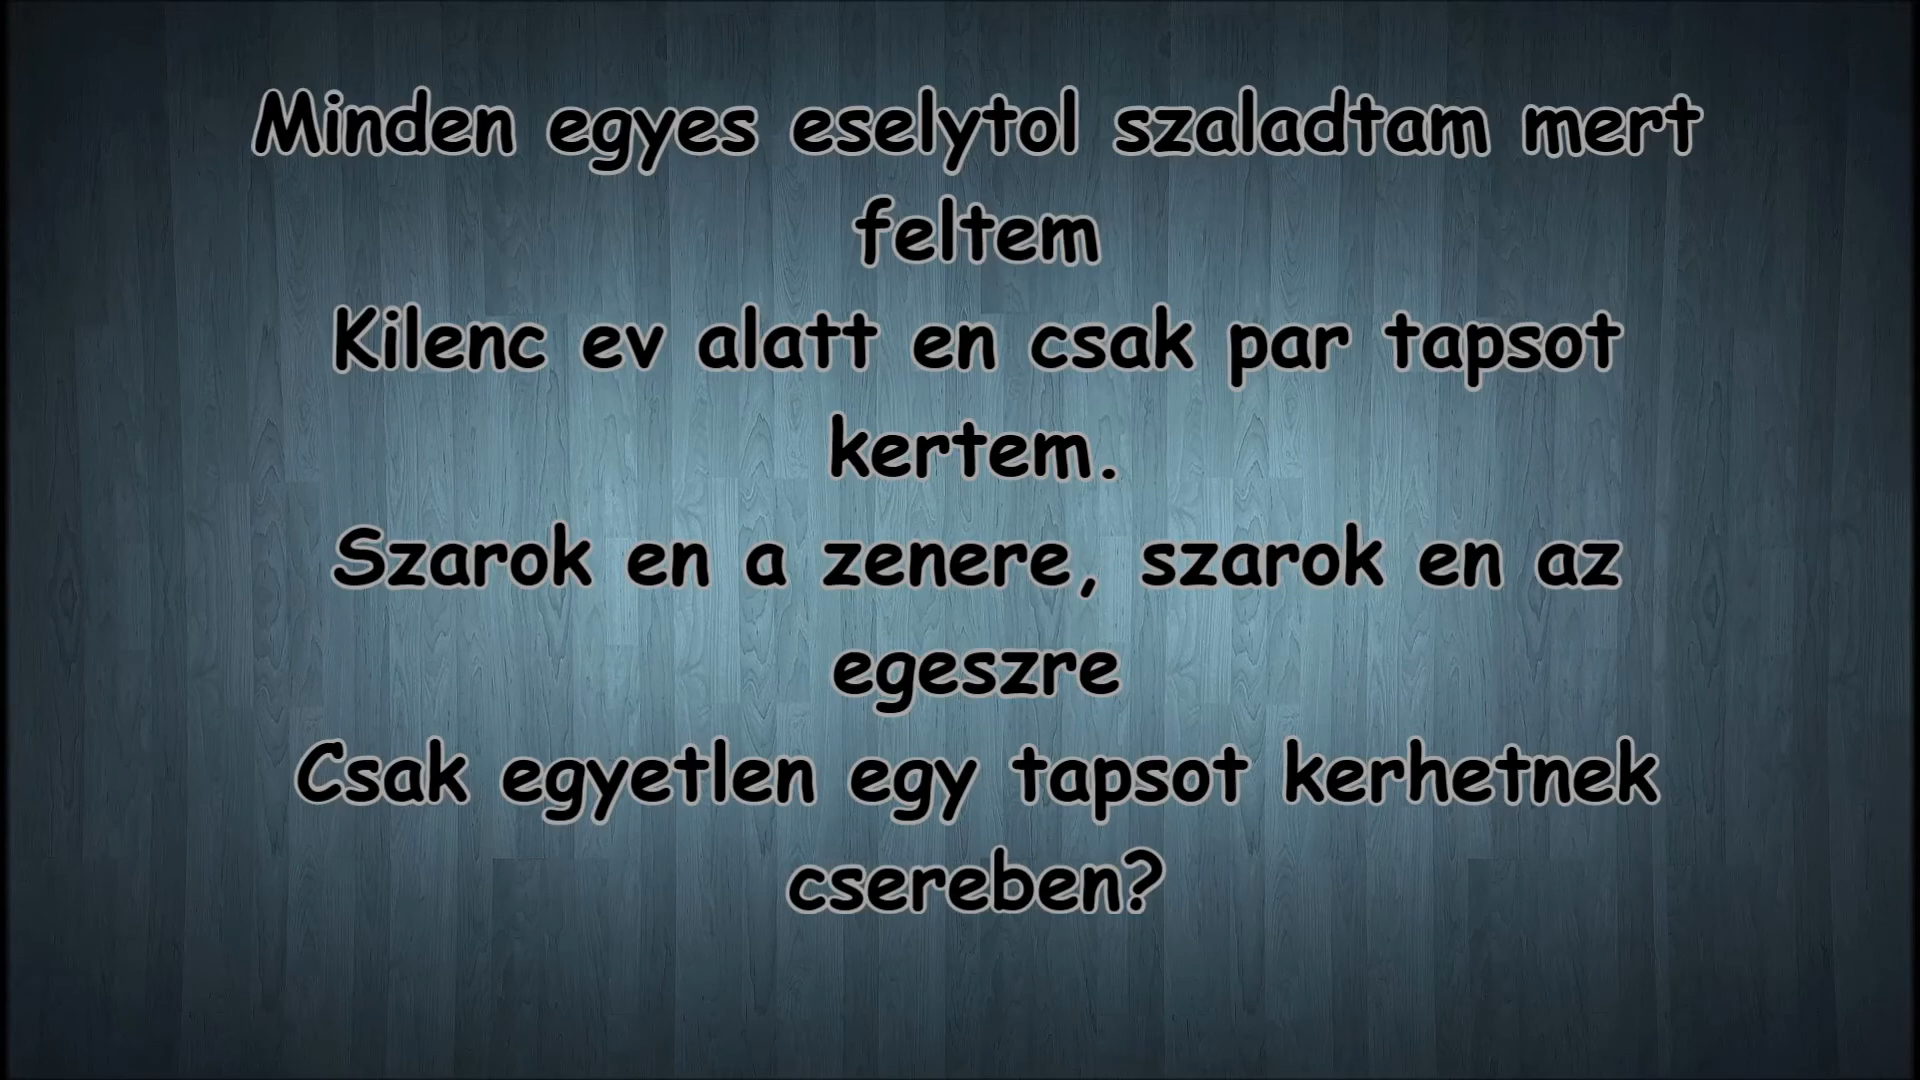 Minden egyes eselytol szaladtam mert
feltem
Kilenc ev alatt en csak par tapsot
kertem.
Szarok en a zenere, szarok en az
egeszre
Csak egyetlen egy tapsot kerhetnek
csereben?